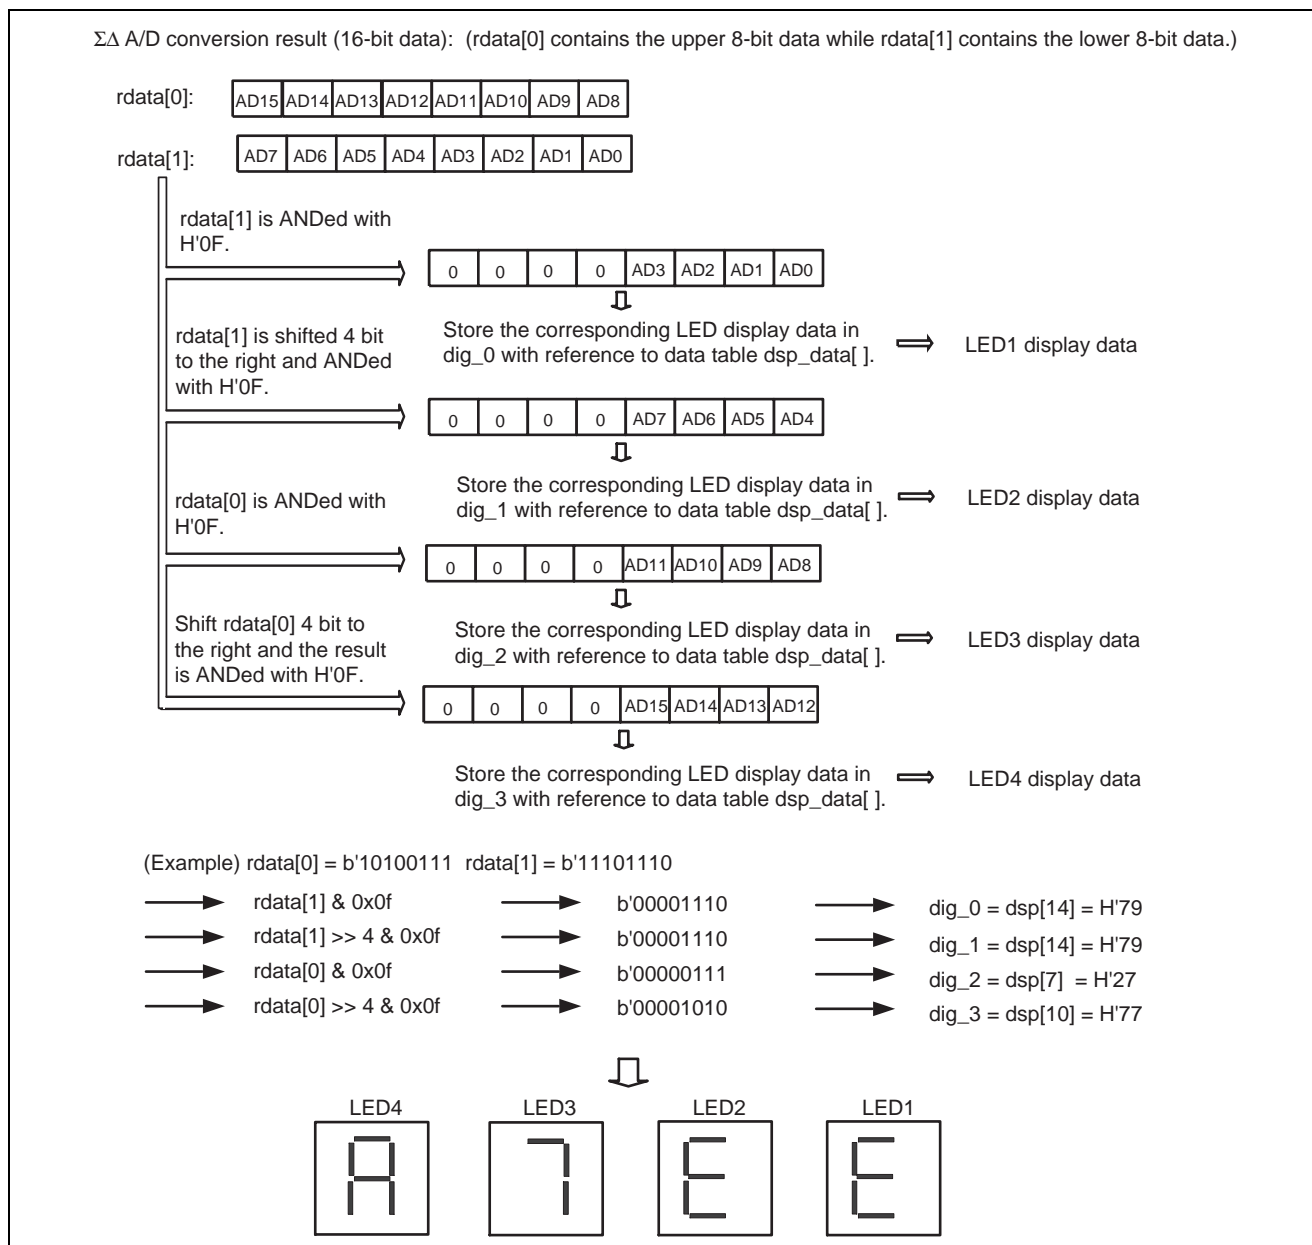 ΣΔ A/D conversion result (16-bit data): (rdata[0] contains the upper 8-bit data while rdata[1] contains the lower 8-bit data.)
rdata[0]: AD15 AD14 AD13 AD12 AD11 AD10 AD9 AD8
rdata[1]: AD7 AD6 AD5 AD4 AD3 AD2 AD1 AD0
rdata[1] is ANDed with
H'0F.
0 0 0 0 AD3 AD2 AD1 AD0
Store the corresponding LED display data in
dig_0 with reference to data table dsp_data[ ].
LED1 display data
rdata[1] is shifted 4 bit
to the right and ANDed
with H'0F.
0 0 0 0 AD7 AD6 AD5 AD4
Store the corresponding LED display data in
dig_1 with reference to data table dsp_data[ ].
LED2 display data
rdata[0] is ANDed with
H'0F.
0 0 0 0 AD11 AD10 AD9 AD8
Store the corresponding LED display data in
dig_2 with reference to data table dsp_data[ ].
LED3 display data
Shift rdata[0] 4 bit to
the right and the result
is ANDed with H'0F.
0 0 0 0 AD15 AD14 AD13 AD12
Store the corresponding LED display data in
dig_3 with reference to data table dsp_data[ ].
LED4 display data
(Example) rdata[0] = b'10100111 rdata[1] = b'11101110
rdata[1] & 0x0f b'00001110 dig_0 = dsp[14] = H'79
rdata[1] >> 4 & 0x0f b'00001110 dig_1 = dsp[14] = H'79
rdata[0] & 0x0f b'00000111 dig_2 = dsp[7] = H'27
rdata[0] >> 4 & 0x0f b'00001010 dig_3 = dsp[10] = H'77
LED4 LED3 LED2 LED1
A 7 E E